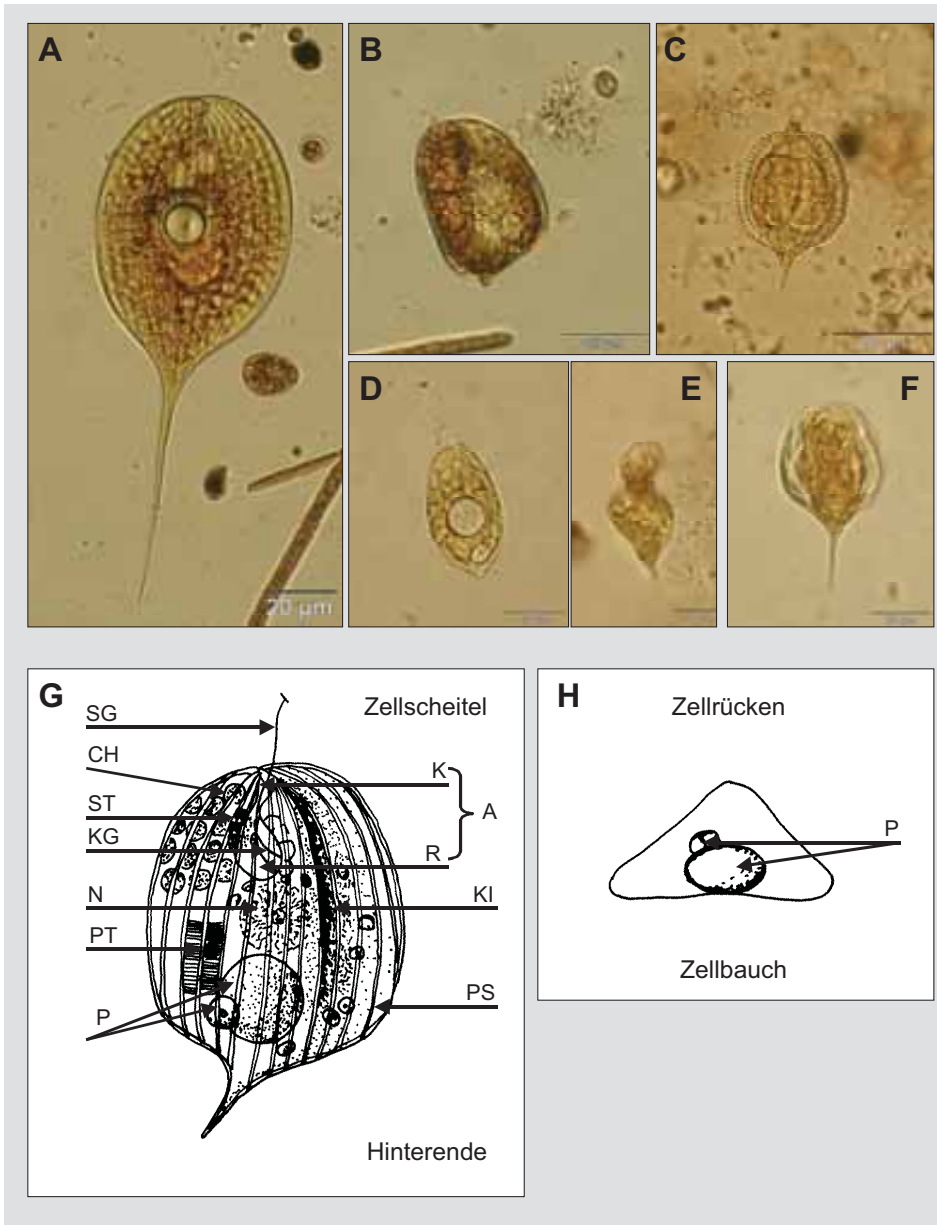 A
B
C
20 µm
D
E
F
G
Zellscheitel
SG
CH
ST
KG
N
PT
P
K
A
R
KI
PS
Hinterende
H
Zellrücken
P
Zellbauch